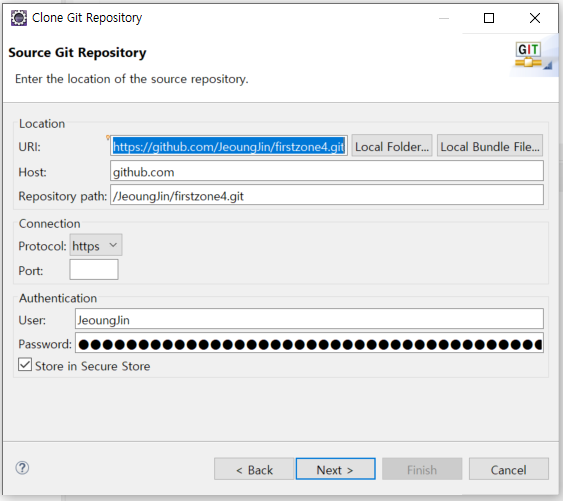 Clone Git Repository
Source Git Repository
GIT
Enter the location of the source repository.
Location
URI: https://github.com/JeoungJin/firstzone4.git Local Folder... Local Bundle File...
Host: github.com
Repository path: /JeoungJin/firstzone4.git
Connection
Protocol: https
Port:
Authentication
User: JeoungJin
Password: ●●●●●●●●●●●●●●●●●●●●●●●●●●●●●●●●●●●●●●●●
Store in Secure Store
? < Back Next > Finish Cancel